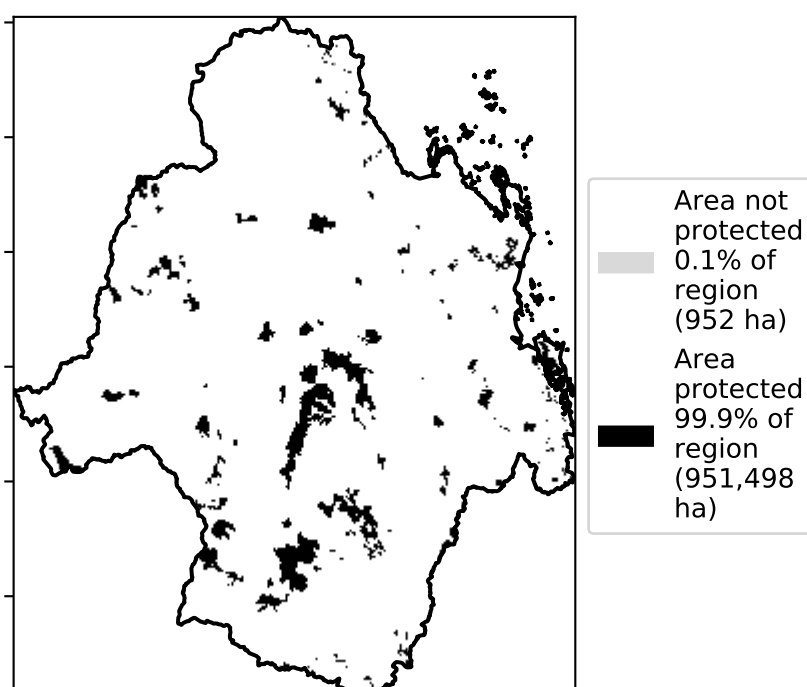 Area not
protected
0.1% of
region
(952 ha)
Area
protected
99.9% of
region
(951,498
ha)